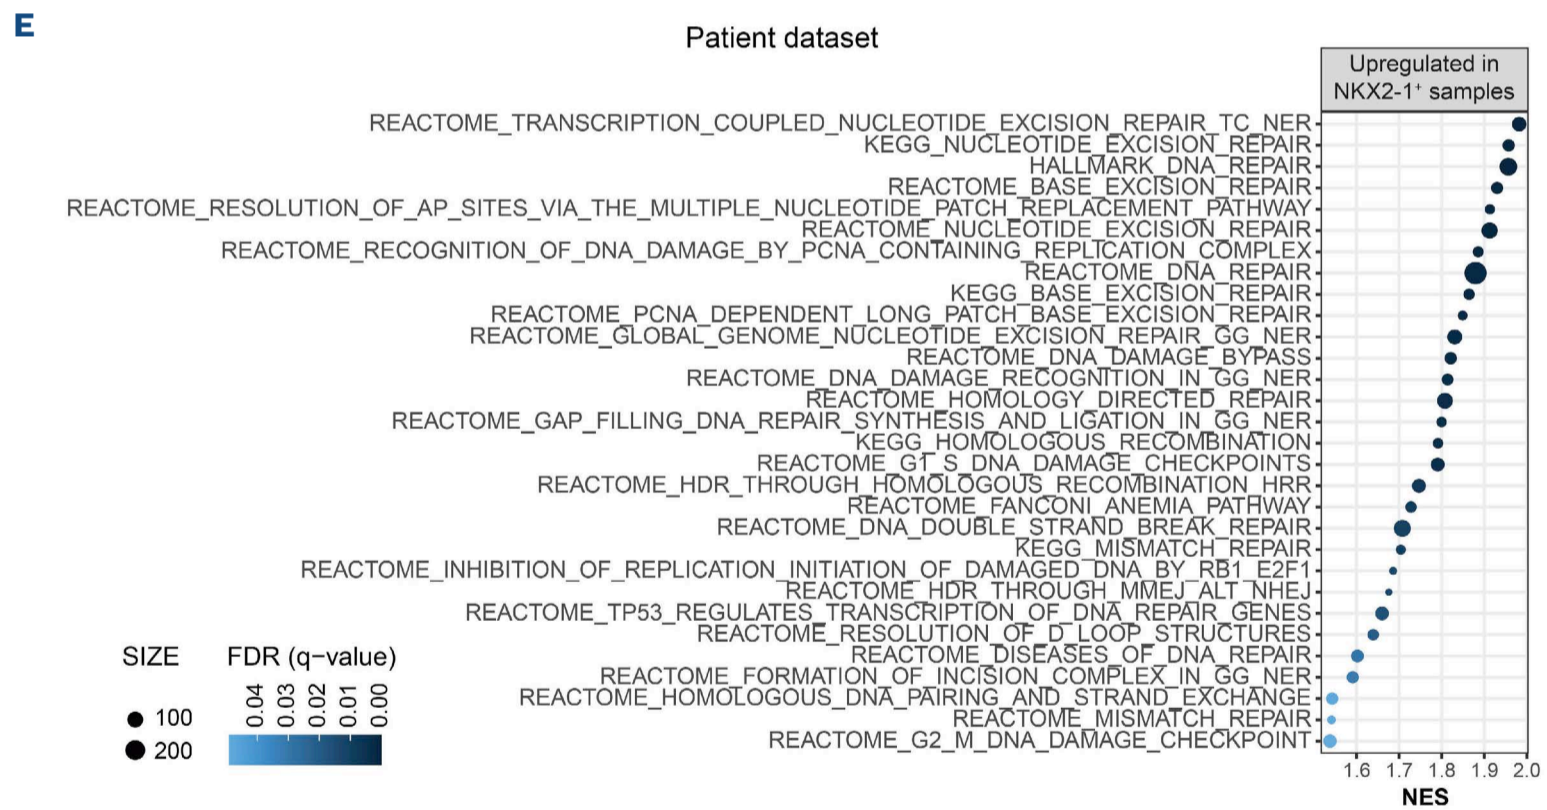 E
Patient dataset
Upregulated in
NKX2-1⁺ samples
REACTOME_TRANSCRIPTION_COUPLED_NUCLEOTIDE_EXCISION_REPAIR_TC_NER
KEGG_NUCLEOTIDE_EXCISION_REPAIR
HALLMARK_DNA_REPAIR
REACTOME_BASE_EXCISION_REPAIR
REACTOME_RESOLUTION_OF_AP_SITES_VIA_THE_MULTIPLE_NUCLEOTIDE_PATCH_REPLACEMENT_PATHWAY
REACTOME_NUCLEOTIDE_EXCISION_REPAIR
REACTOME_RECOGNITION_OF_DNA_DAMAGE_BY_PCNA_CONTAINING_REPLICATION_COMPLEX
REACTOME_DNA_REPAIR
KEGG_BASE_EXCISION_REPAIR
REACTOME_PCNA_DEPENDENT_LONG_PATCH_BASE_EXCISION_REPAIR
REACTOME_GLOBAL_GENOME_NUCLEOTIDE_EXCISION_REPAIR_GG_NER
REACTOME_DNA_DAMAGE_BYPASS
REACTOME_DNA_DAMAGE_RECOGNITION_IN_GG_NER
REACTOME_HOMOLOGY_DIRECTED_REPAIR
REACTOME_GAP_FILLING_DNA_REPAIR_SYNTHESIS_AND_LIGATION_IN_GG_NER
KEGG_HOMOLOGOUS_RECOMBINATION
REACTOME_G1_S_DNA_DAMAGE_CHECKPOINTS
REACTOME_HDR_THROUGH_HOMOLOGOUS_RECOMBINATION_HRR
REACTOME_FANCONI_ANEMIA_PATHWAY
REACTOME_DNA_DOUBLE_STRAND_BREAK_REPAIR
KEGG_MISMATCH_REPAIR
REACTOME_INHIBITION_OF_REPLICATION_INITIATION_OF_DAMAGED_DNA_BY_RB1_E2F1
REACTOME_HDR_THROUGH_MMEJ_ALT_NHEJ
REACTOME_TP53_REGULATES_TRANSCRIPTION_OF_DNA_REPAIR_GENES
REACTOME_RESOLUTION_OF_D_LOOP_STRUCTURES
REACTOME_DISEASES_OF_DNA_REPAIR
REACTOME_FORMATION_OF_INCISION_COMPLEX_IN_GG_NER
REACTOME_HOMOLOGOUS_DNA_PAIRING_AND_STRAND_EXCHANGE
REACTOME_MISMATCH_REPAIR
REACTOME_G2_M_DNA_DAMAGE_CHECKPOINT
1.6 1.7 1.8 1.9 2.0
NES
SIZE
100
200
FDR (q−value)
0.04 0.03 0.02 0.01 0.00